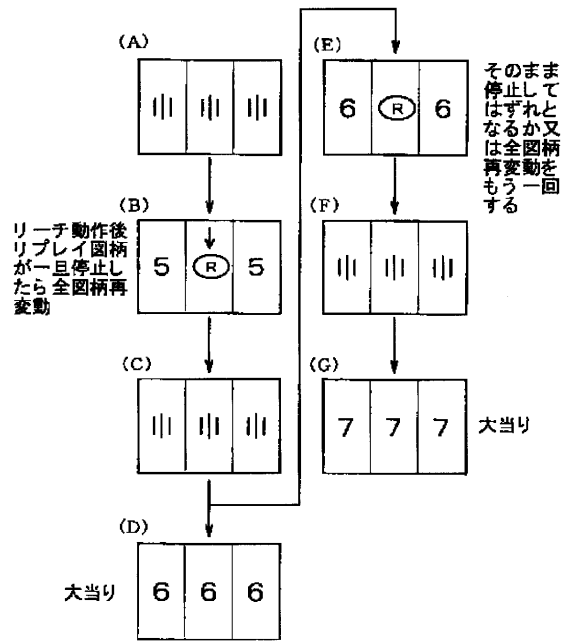 (A)
(B)
リーチ動作後
リプレイ図柄
が一旦停止し
たら全図柄再
変動
5 R 5
(C)
(D)
大当り
6 6 6
(E)
6 R 6
そのまま
停止して
はずれと
なるか又
は全図柄
再変動を
もう一回
する
(F)
(G)
7 7 7
大当り